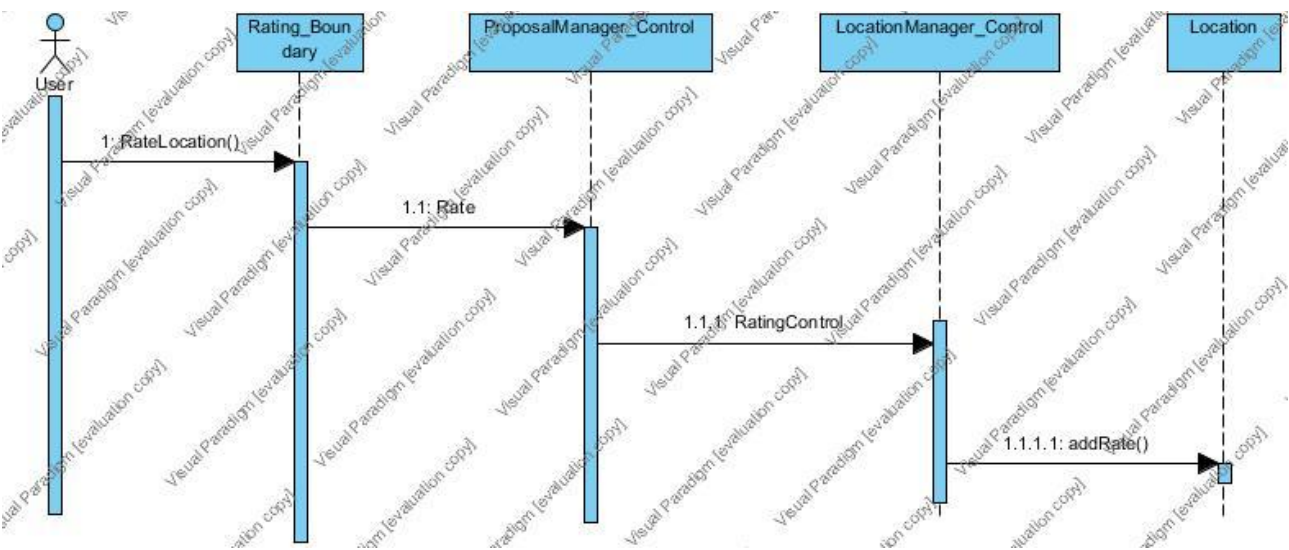 Rating_Boun
dary
ProposalManager_Control
LocationManager_Control
Location
User
1: RateLocation()
1.1: Rate
1.1.1: RatingControl
1.1.1.1: addRate()
Visual Paradigm [evaluation copy]